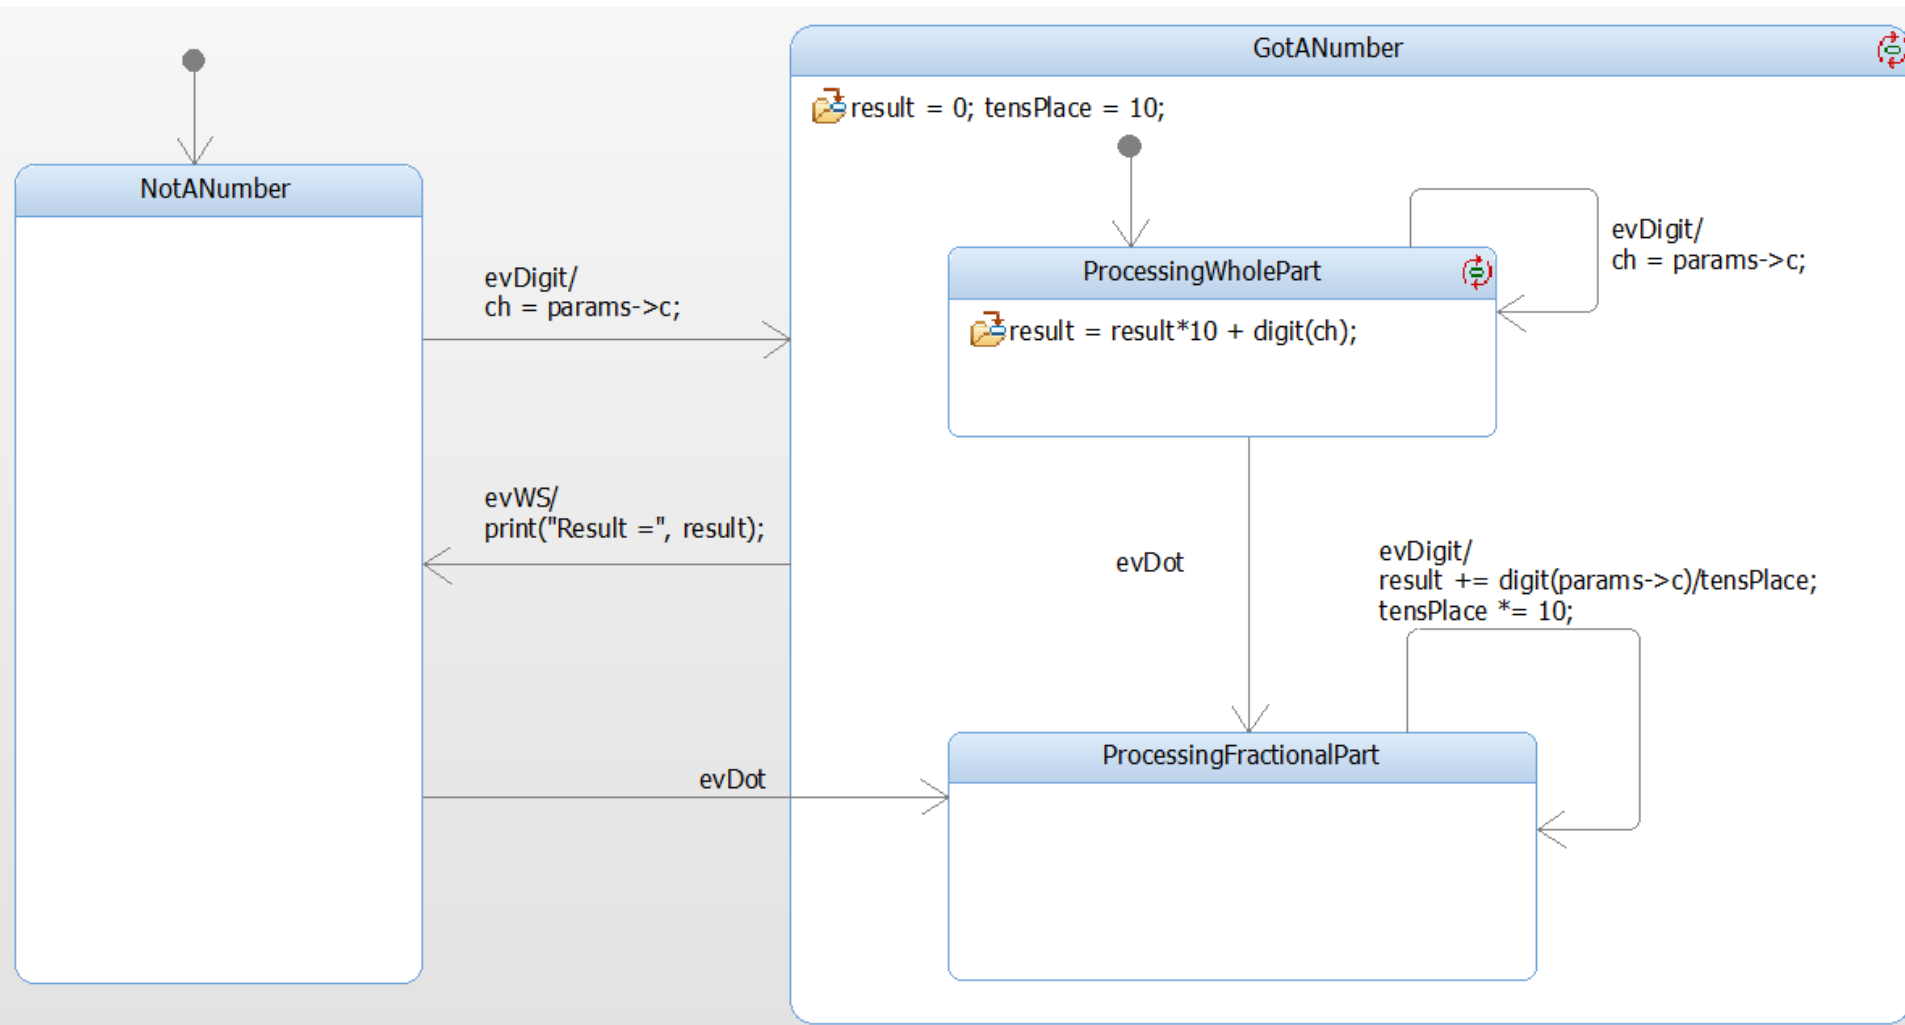 GotANumber
result = 0; tensPlace = 10;
NotANumber
evDigit/
ch = params->c;
ProcessingWholePart
evDigit/
ch = params->c;
result = result*10 + digit(ch);
evWS/
print("Result =", result);
evDot
evDigit/
result += digit(params->c)/tensPlace;
tensPlace *= 10;
evDot
ProcessingFractionalPart